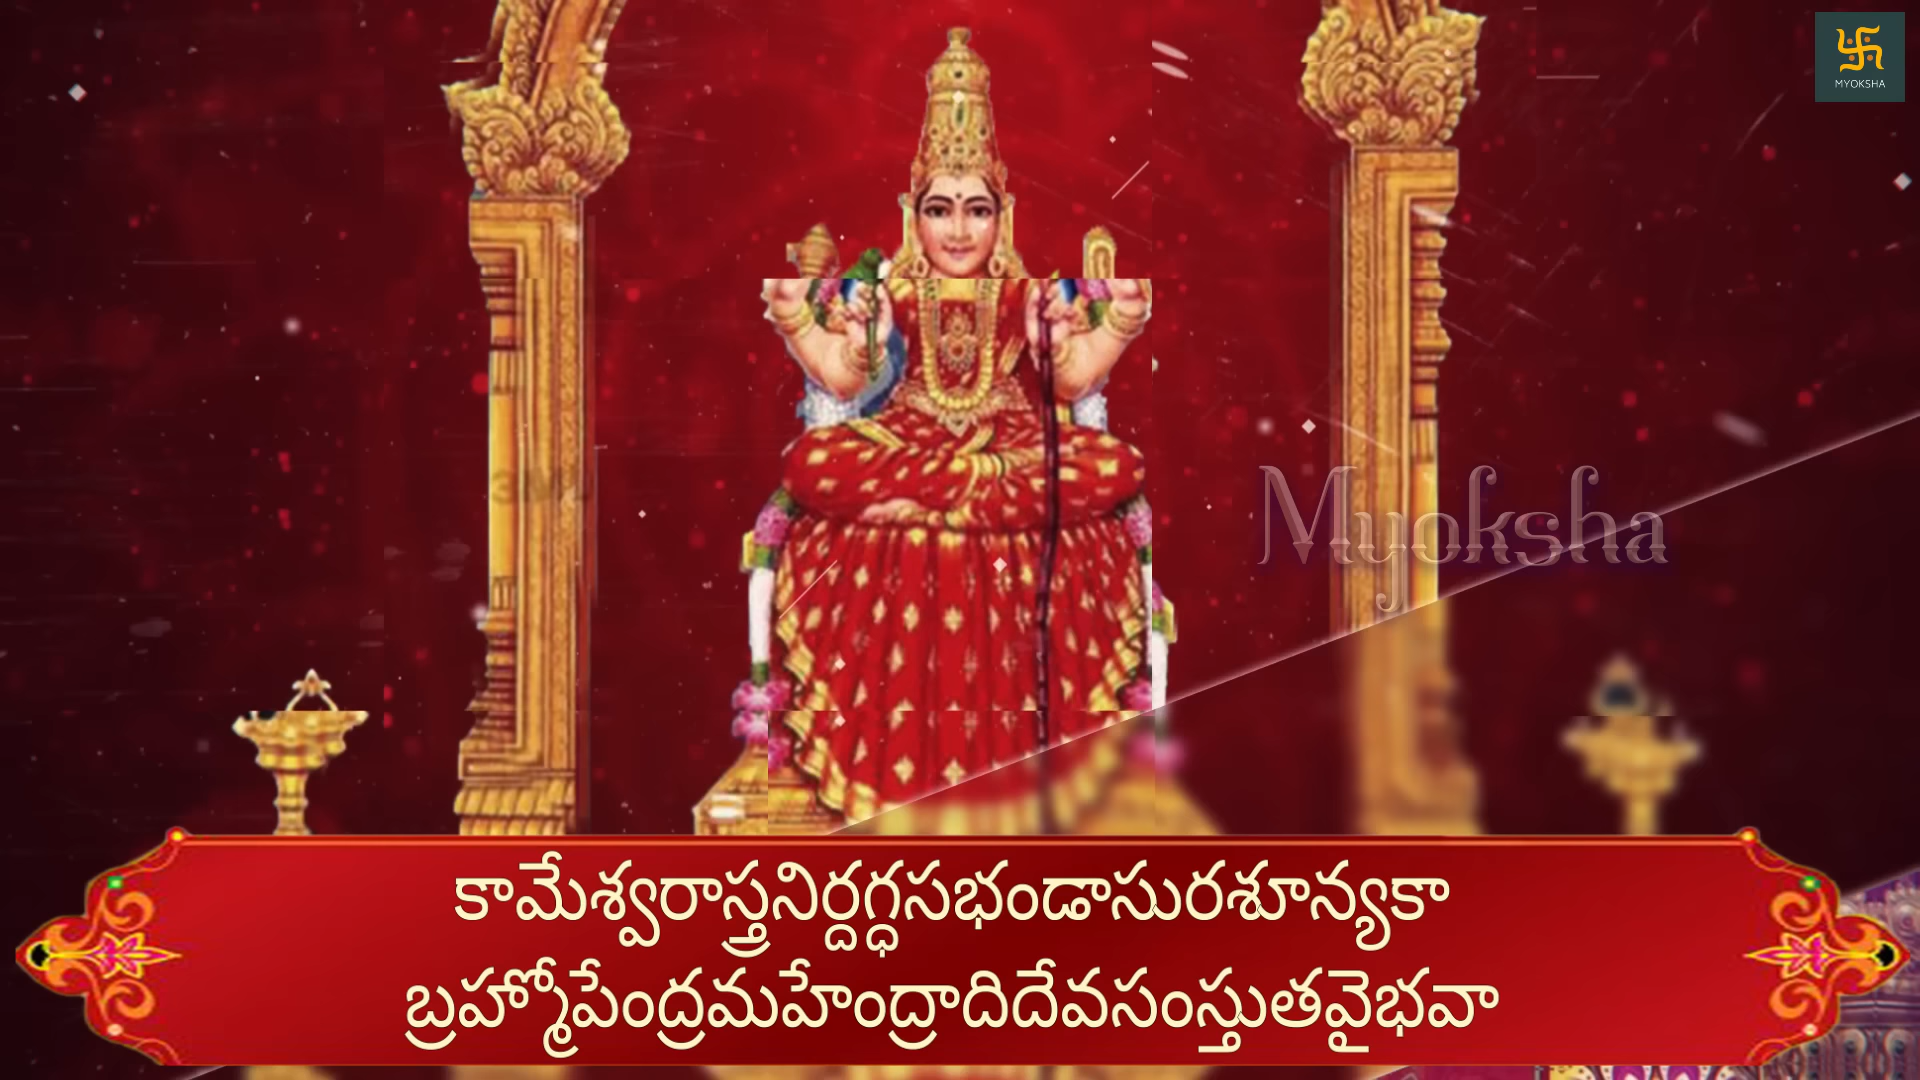 MYOKSHA
Myoksha
కామేశ్వరాస్త్రనిర్దగ్ధసభండాసురశూన్యకా
బ్రహ్మోపేంద్రమహేంద్రాదిదేవసంస్తుతవైభవా